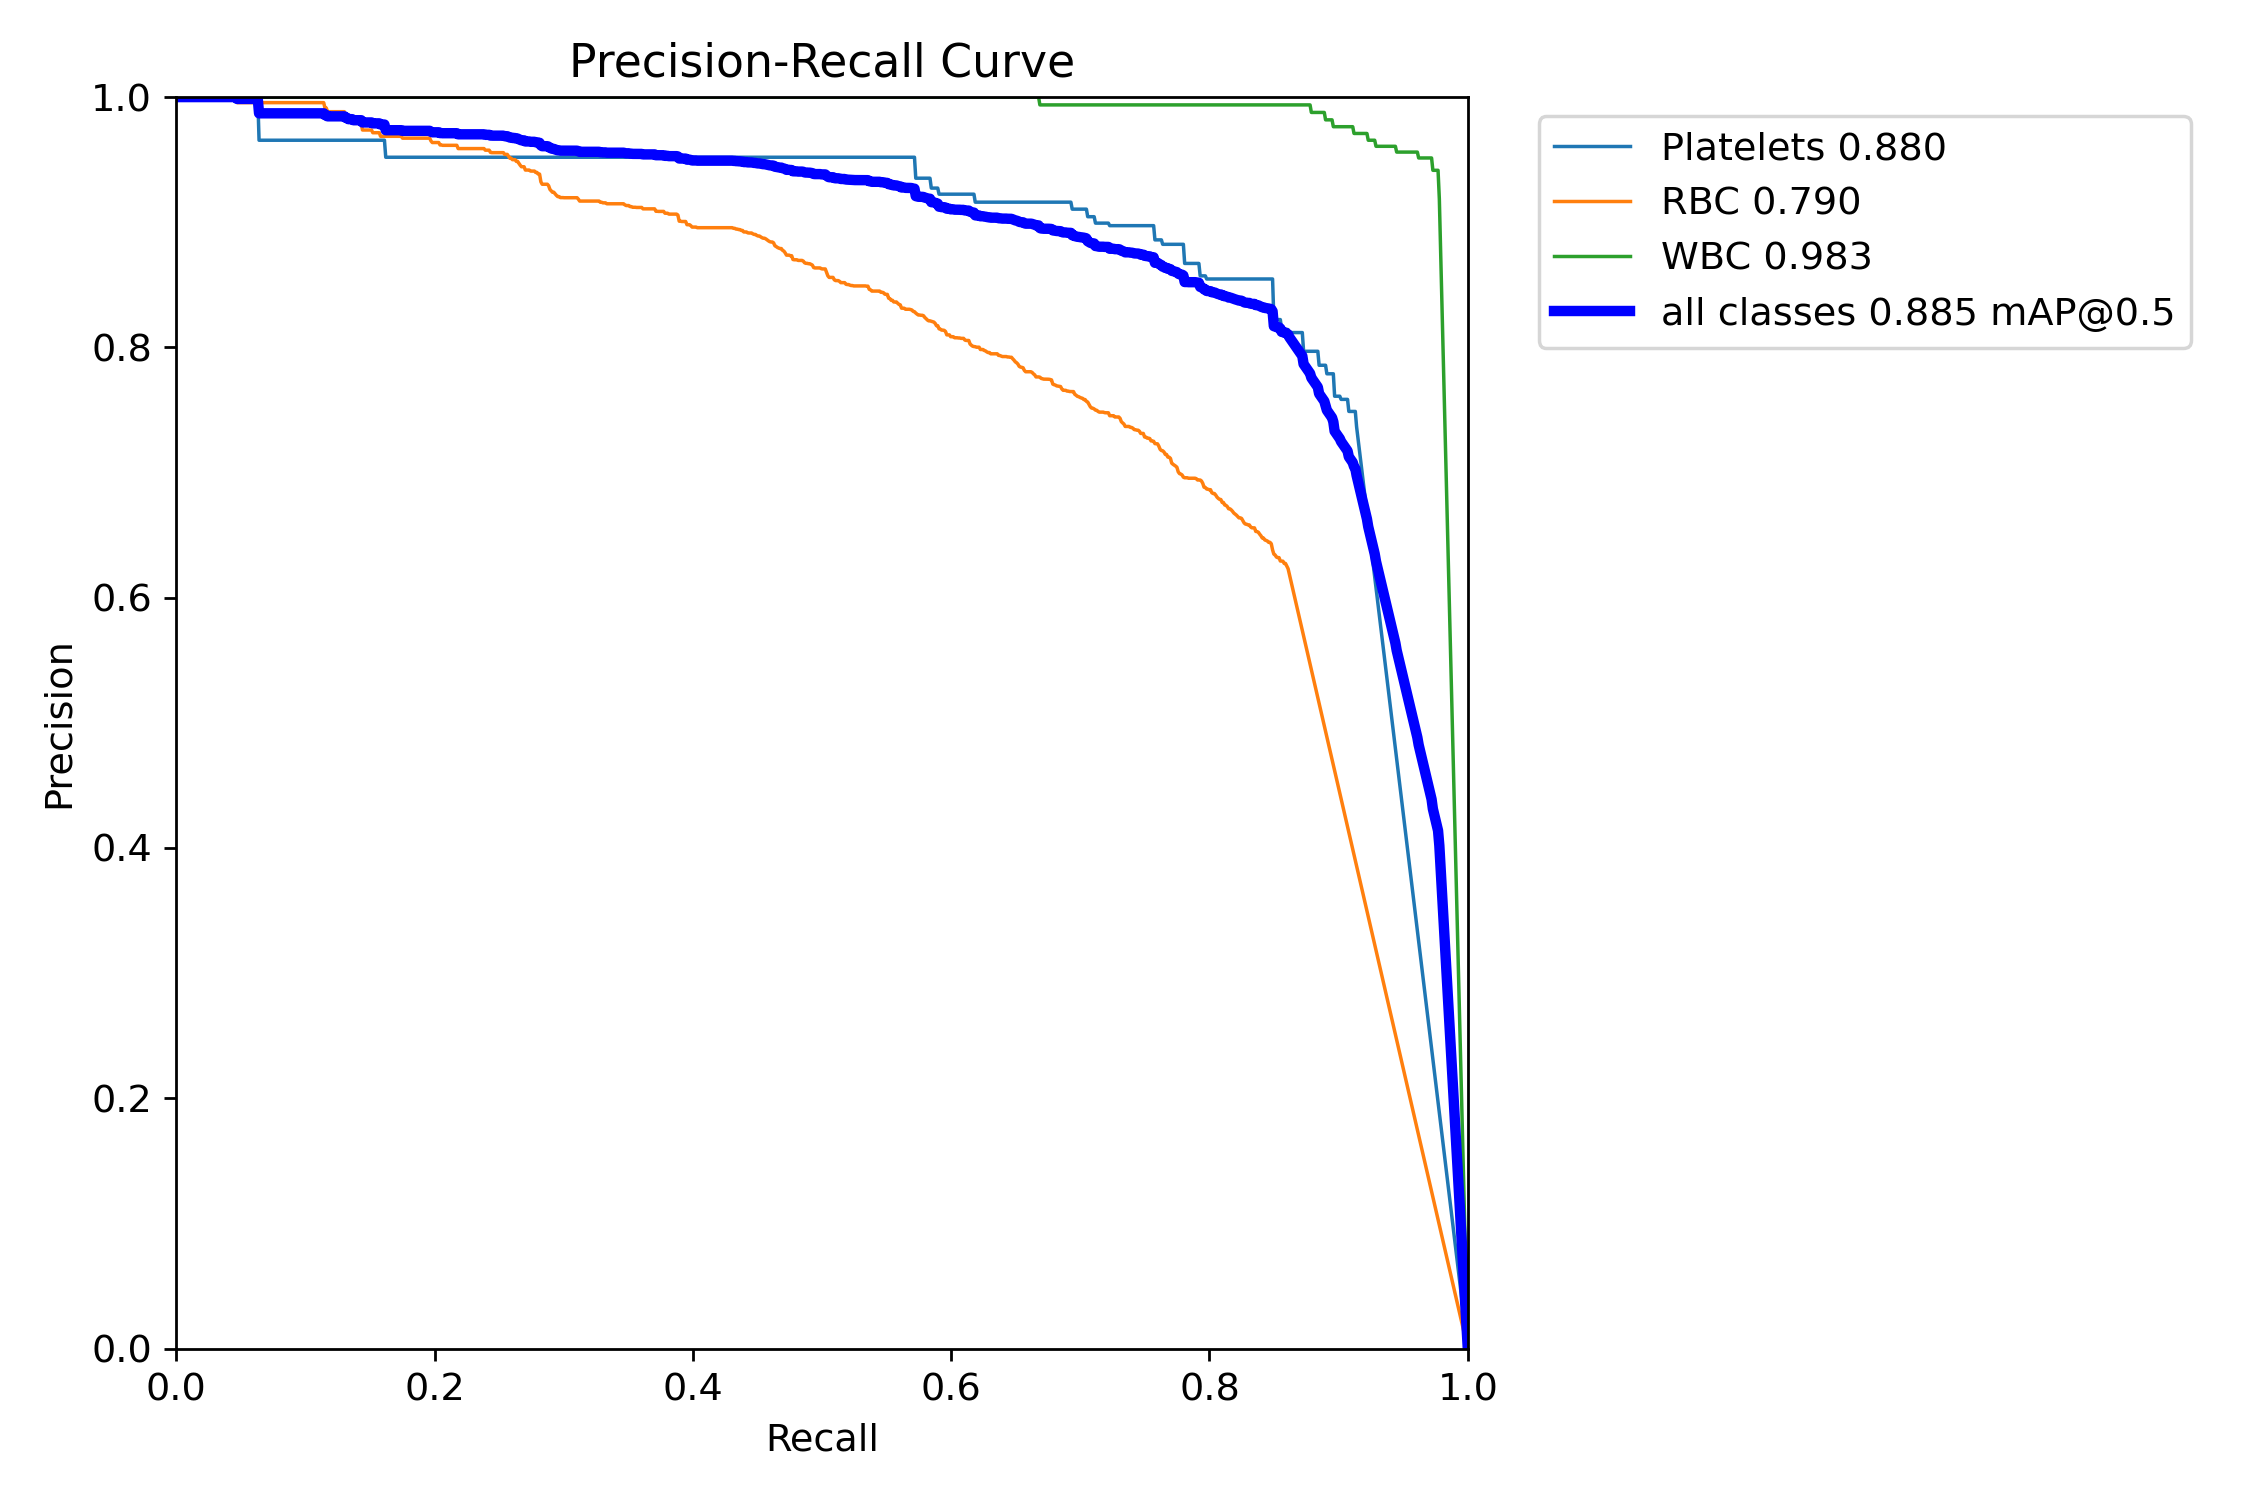 Precision-Recall Curve
1.0
0.8
0.6
0.4
0.2
0.0
Precision
0.0 0.2 0.4 0.6 0.8 1.0
Recall
Platelets 0.880
RBC 0.790
WBC 0.983
all classes 0.885 mAP@0.5